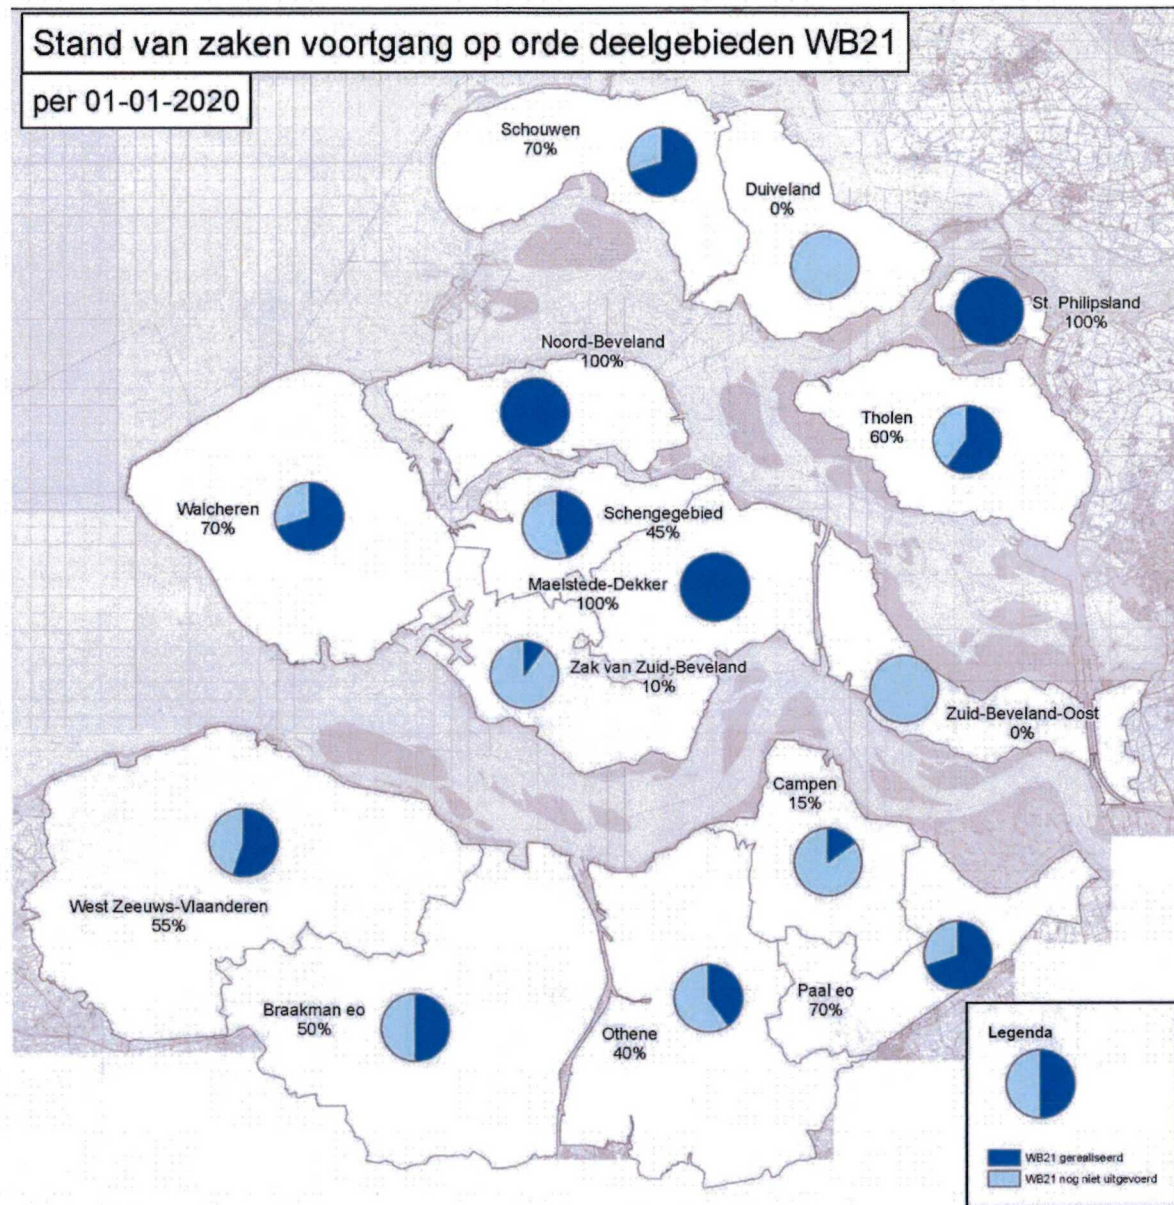 Stand van zaken voortgang op orde deelgebieden WB21
per 01-01-2020
Schouwen
70%
Duiveland
0%
St. Philipsland
100%
Noord-Beveland
100%
Tholen
60%
Walcheren
70%
Schengegebied
45%
Maelstede-Dekker
100%
Zak van Zuid-Beveland
10%
Zuid-Beveland-Oost
0%
Campen
15%
West Zeeuws-Vlaanderen
55%
Braakman eo
50%
Othene
40%
Paal eo
70%
Legenda
WB21 gerealiseerd
WB21 nog niet uitgevoerd